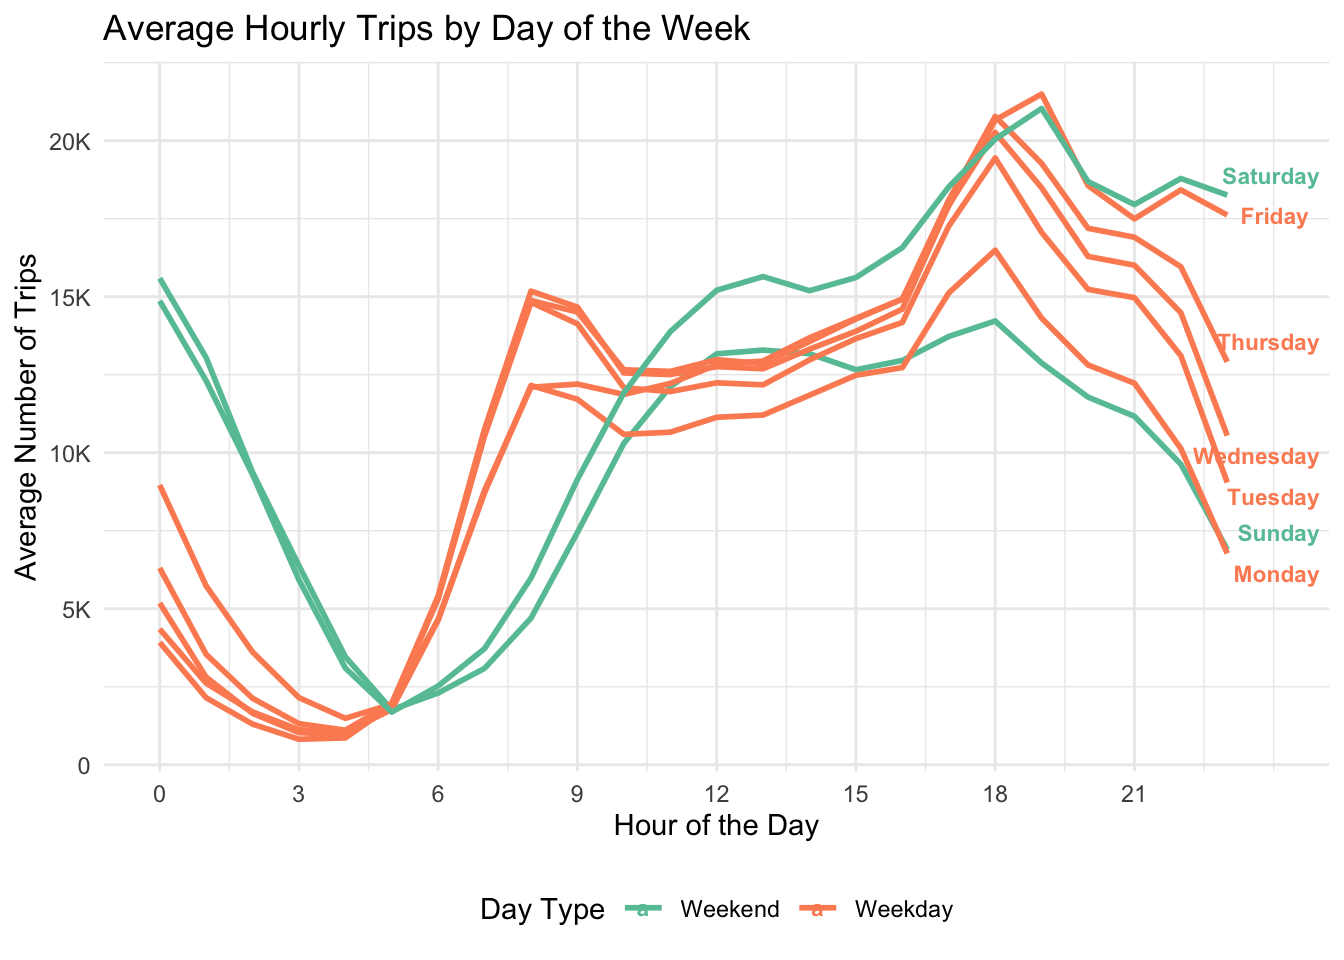 Average Hourly Trips by Day of the Week
Average Number of Trips
20K
15K
10K
5K
0
Saturday
Friday
Thursday
Wednesday
Tuesday
Sunday
Monday
0 3 6 9 12 15 18 21
Hour of the Day
Day Type a Weekend a Weekday